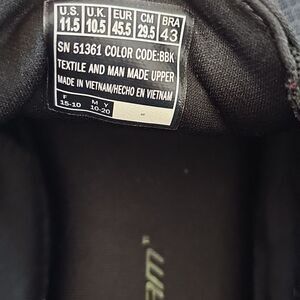 U.S. U.K. EUR CM BRA
11.5 10.5 45.5 29.5 43
SN 51361 COLOR CODE:BBK
TEXTILE AND MAN MADE UPPER
MADE IN VIETNAM/HECHO EN VIETNAM
F M Y
15-10 10-20